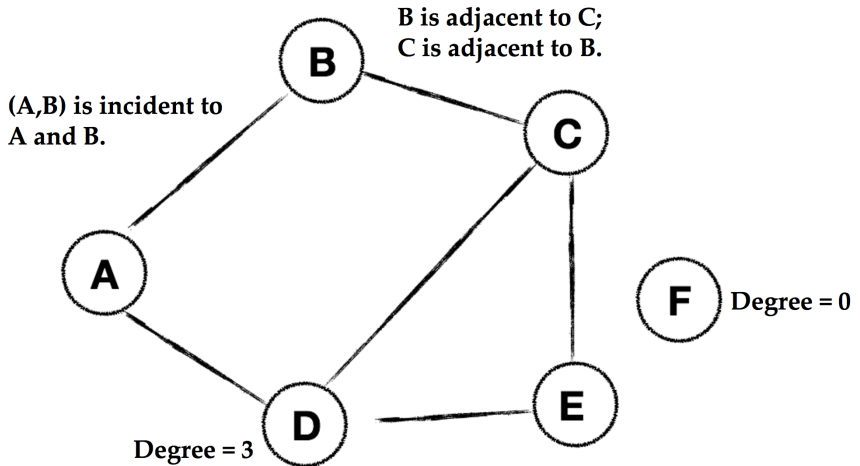 B is adjacent to C;
C is adjacent to B.
B
(A,B) is incident to
A and B.
C
A
F
Degree = 0
D
E
Degree = 3